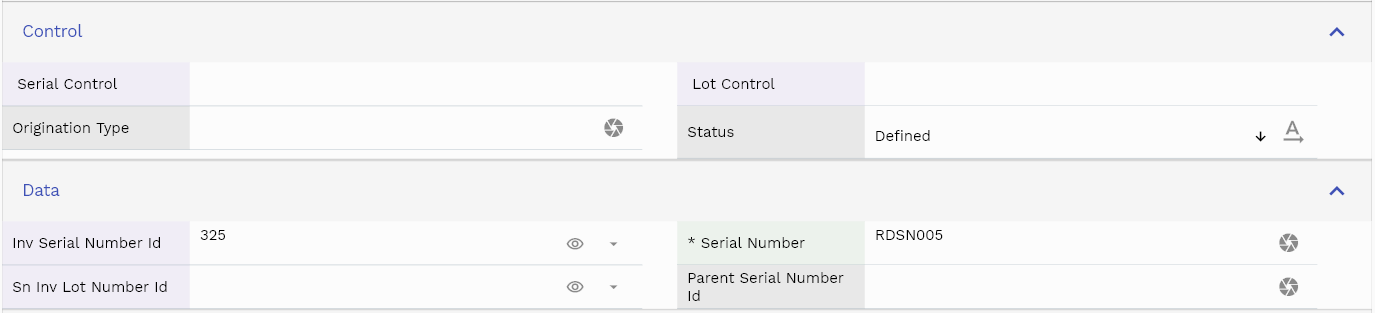 Control
Serial Control
Lot Control
Origination Type
Status
Defined
Data
Inv Serial Number Id
325
* Serial Number
RDSN005
Sn Inv Lot Number Id
Parent Serial Number
Id